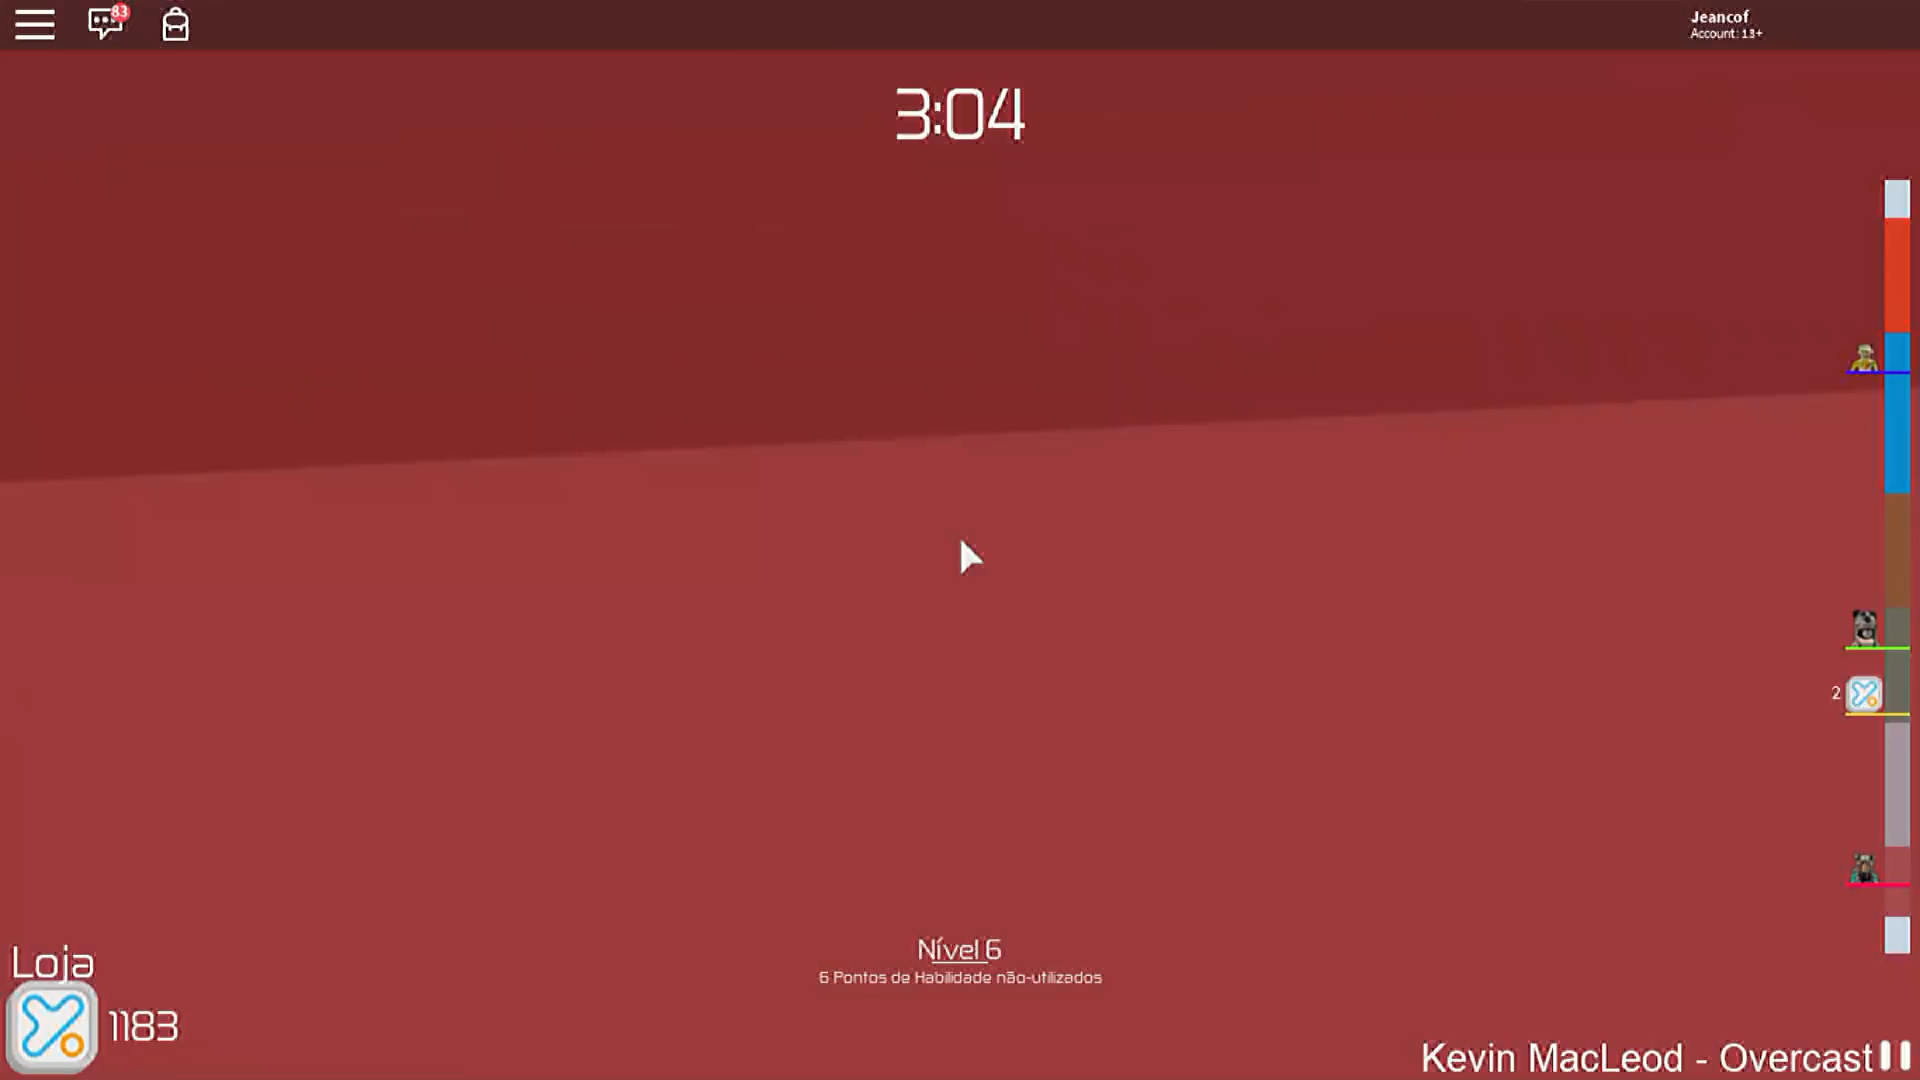 83
Jeancof
Account: 13+
3:04
2
Nível 6
6 Pontos de Habilidade não-utilizados
Loja
1183
Kevin MacLeod - Overcast